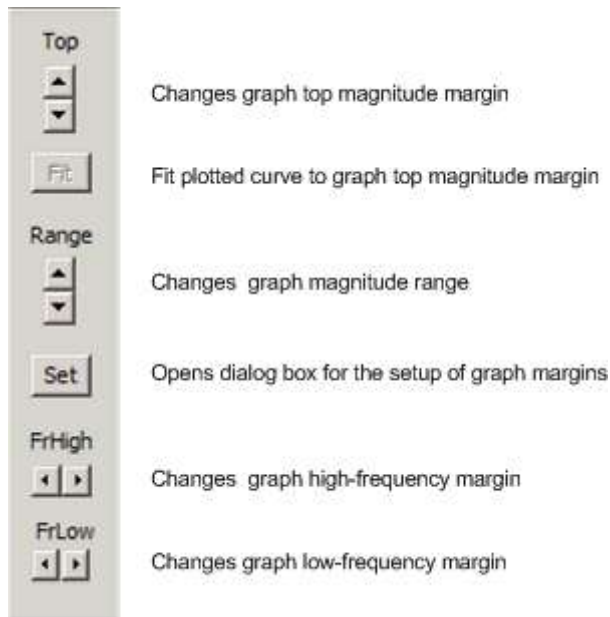 Top
Changes graph top magnitude margin
Fit
Fit plotted curve to graph top magnitude margin
Range
Changes graph magnitude range
Set
Opens dialog box for the setup of graph margins
FrHigh
Changes graph high-frequency margin
FrLow
Changes graph low-frequency margin